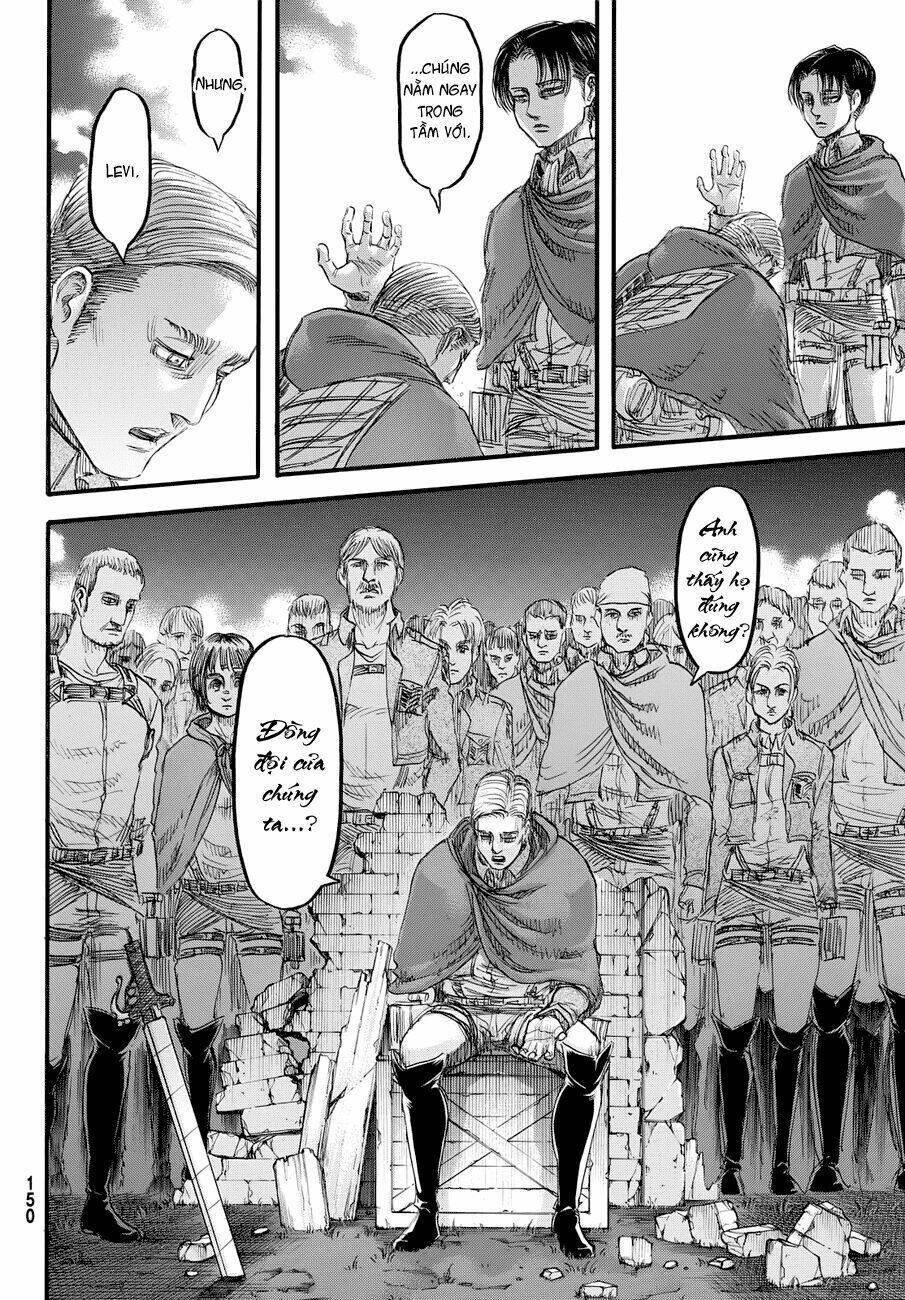 ...CHÚNG
NẰM NGAY
TRONG
TẦM VỚI.
NHƯNG,
LEVI,
Anh
cũng
thấy họ
đúng
không?
Đồng
đội của
chúng
ta...?
150